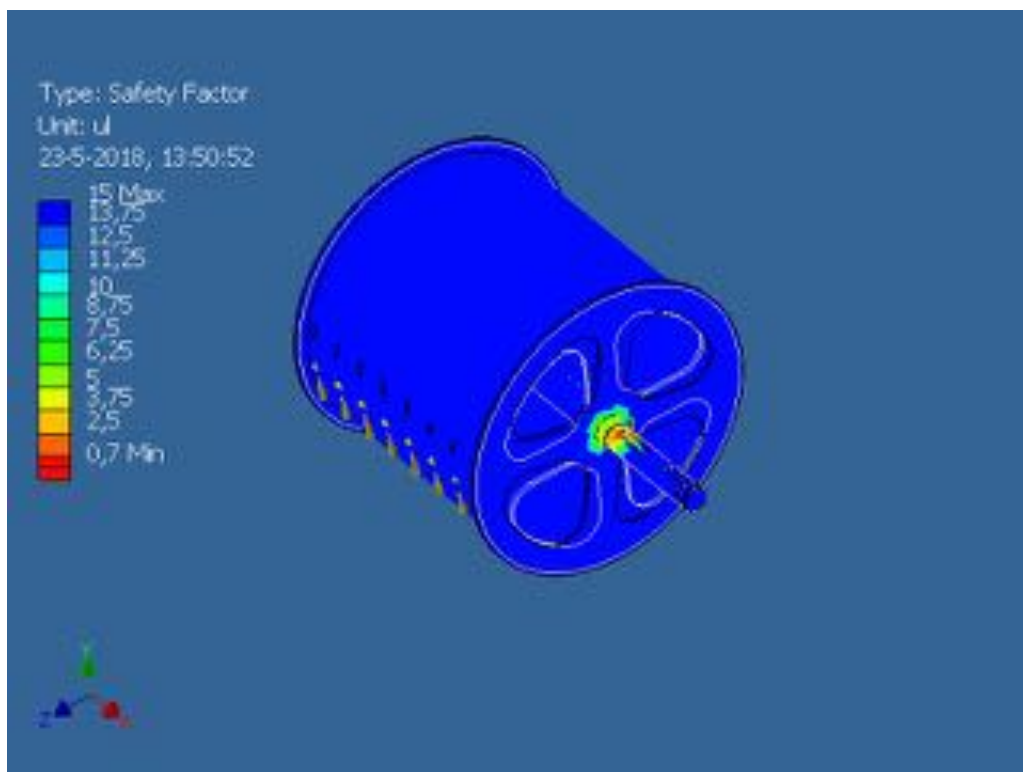 Type: Safety Factor
Unit: ul
23-5-2018, 13:50:52
15 Max
13,75
12,5
11,25
10
8,75
7,5
6,25
5
3,75
2,5
0,7 Min
Y
Z
X